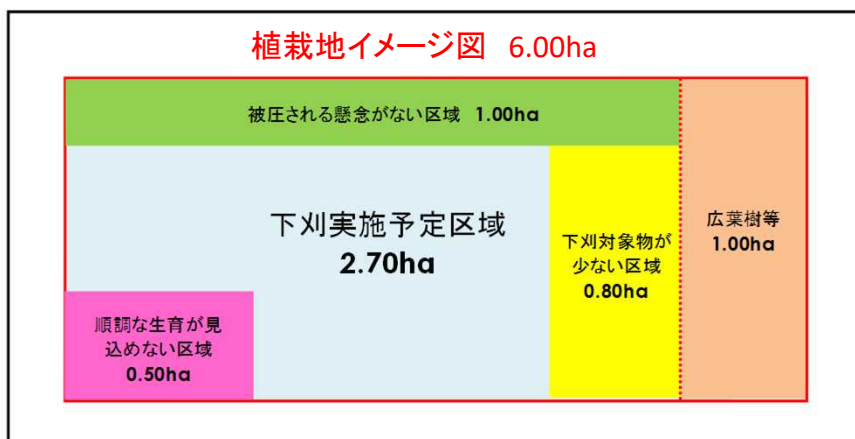 植栽地イメージ図 6.00ha
被圧される懸念がない区域 1.00ha
下刈実施予定区域
2.70ha
下刈対象物が
少ない区域
0.80ha
広葉樹等
1.00ha
順調な生育が見
込めない区域
0.50ha